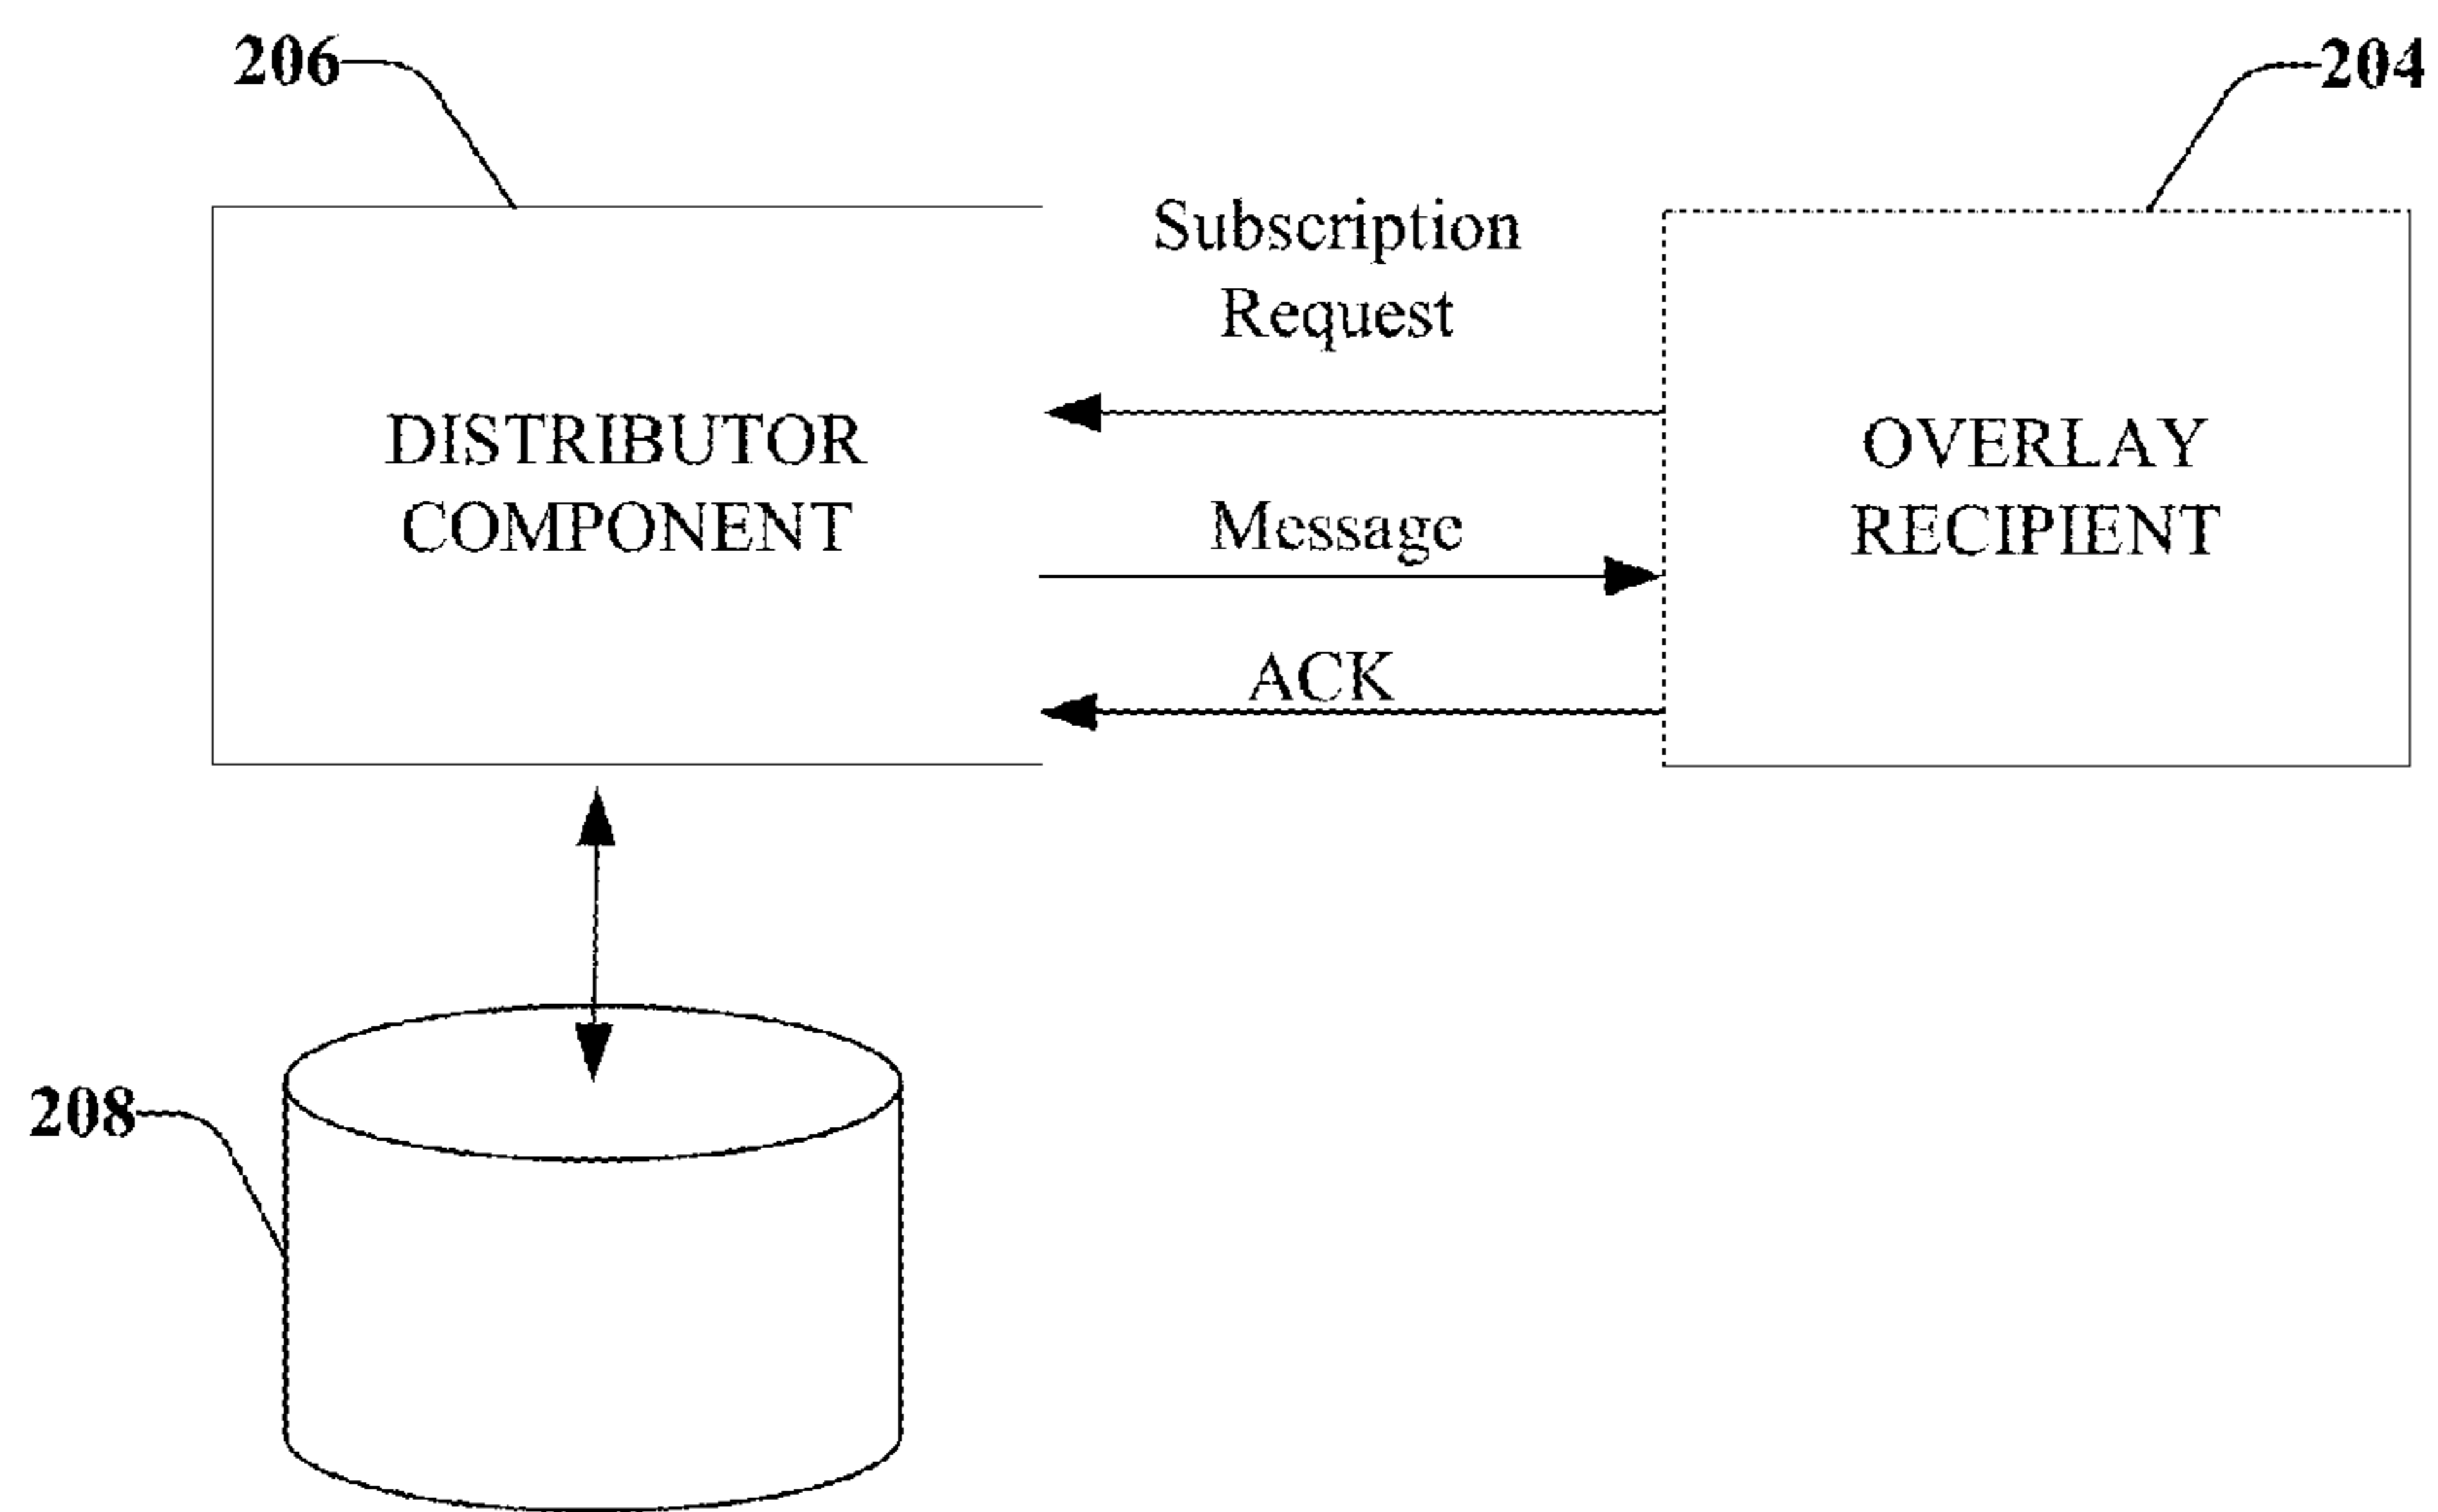 206
204
Subscription
Request
DISTRIBUTOR
COMPONENT
Message
ACK
OVERLAY
RECIPIENT
208